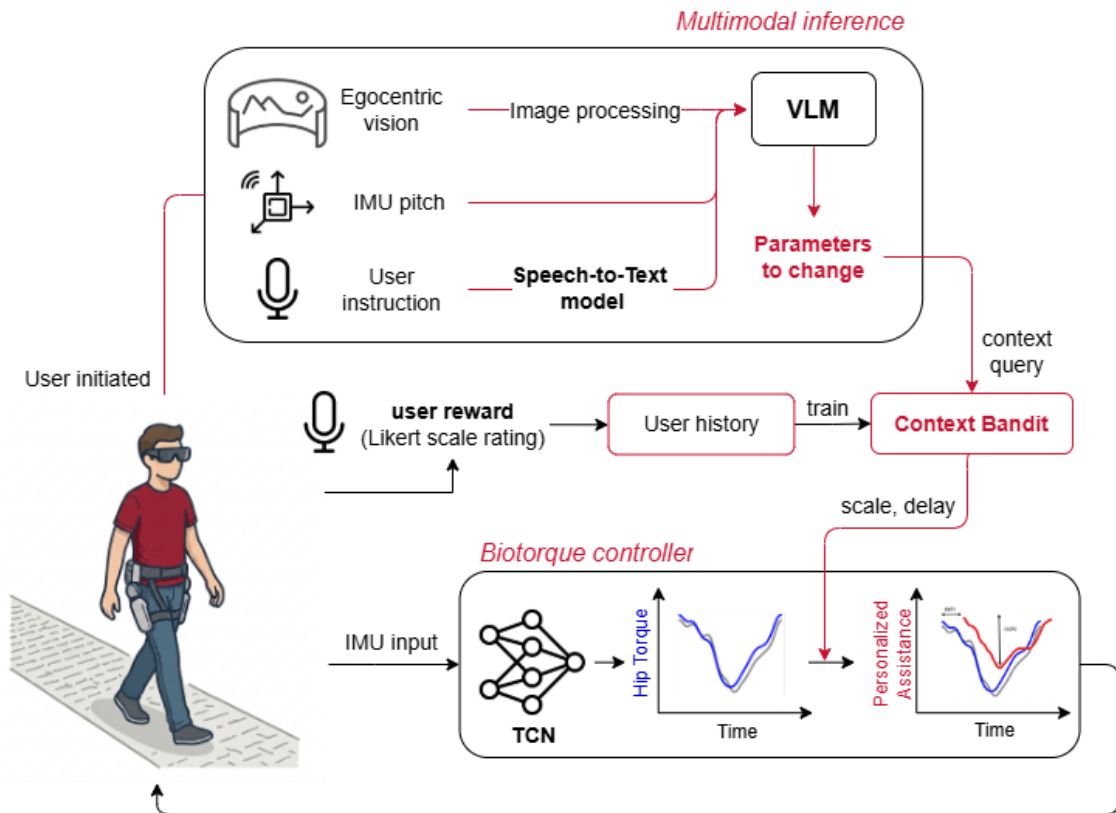 Multimodal inference
Egocentric
vision
Image processing
VLM
IMU pitch
Parameters
to change
User
instruction
Speech-to-Text
model
context
query
User initiated
user reward
(Likert scale rating)
User history
train
Context Bandit
scale, delay
Biotorque controller
IMU input
TCN
Hip Torque
Time
Personalized
Assistance
Time